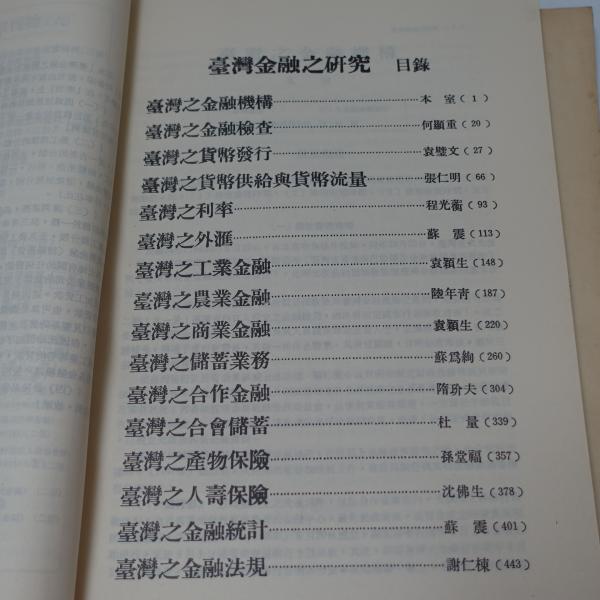 臺灣金融之研究　目錄
臺灣之金融機構……本　室（1）
臺灣之金融檢查……何顯重（20）
臺灣之貨幣發行……袁璧文（27）
臺灣之貨幣供給與貨幣流量……張仁明（66）
臺灣之利率……程光蘅（93）
臺灣之外滙……蘇　震（113）
臺灣之工業金融……袁穎生（148）
臺灣之農業金融……陸年青（187）
臺灣之商業金融……袁穎生（220）
臺灣之儲蓄業務……蘇爲絢（260）
臺灣之合作金融……隋玠夫（304）
臺灣之合會儲蓄……杜　量（339）
臺灣之產物保險……孫堂福（357）
臺灣之人壽保險……沈佛生（378）
臺灣之金融統計……蘇　震（401）
臺灣之金融法規……謝仁棟（443）